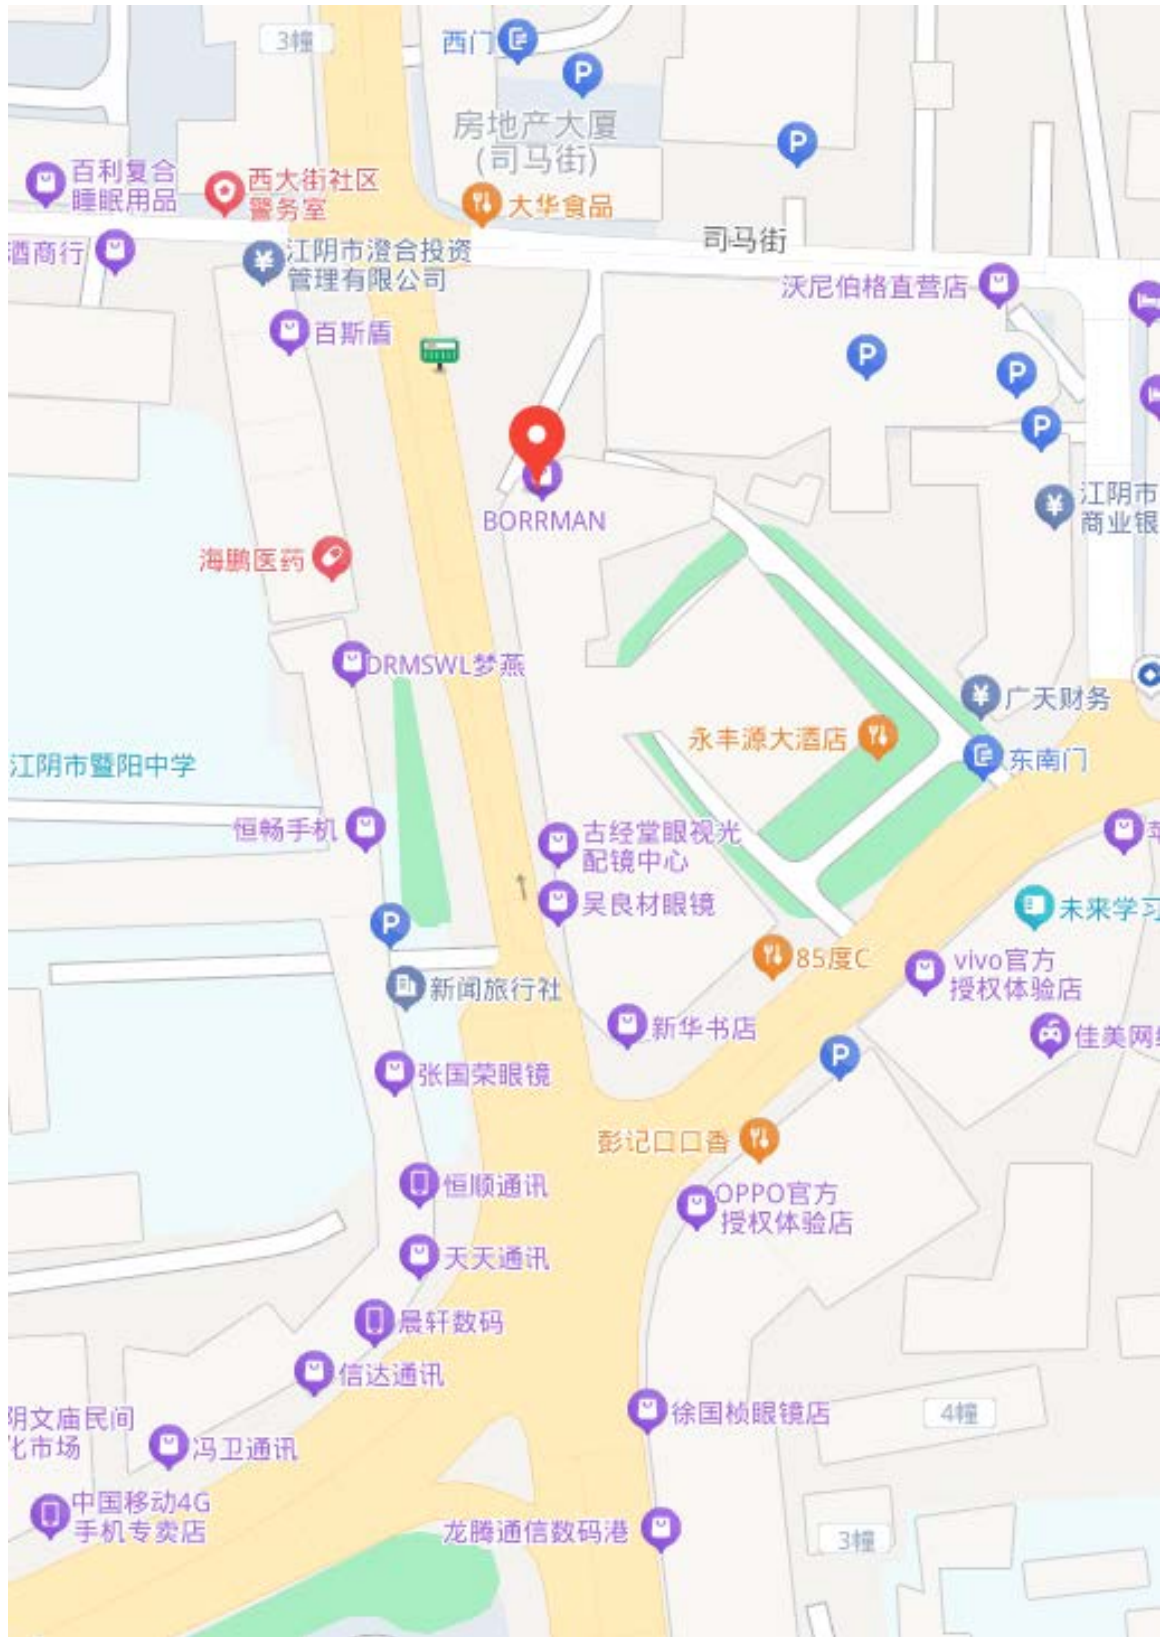 3幢
西门
P
P
房地产大厦
(司马街)
百利复合
睡眠用品
西大街社区
警务室
大华食品
酒商行
江阴市澄合投资
管理有限公司
司马街
沃尼伯格直营店
百斯盾
P
P
P
BORRMAN
江阴市
商业银
海鹏医药
DRMSWL梦燕
广天财务
永丰源大酒店
东南门
江阴市暨阳中学
恒畅手机
古经堂眼视光
配镜中心
吴良材眼镜
未来学习
P
85度C
vivo官方
授权体验店
新闻旅行社
新华书店
佳美网络
P
张国荣眼镜
彭记口口香
恒顺通讯
OPPO官方
授权体验店
天天通讯
晨轩数码
信达通讯
徐国桢眼镜店
4幢
阴文庙民间
化市场
冯卫通讯
中国移动4G
手机专卖店
龙腾通信数码港
3幢